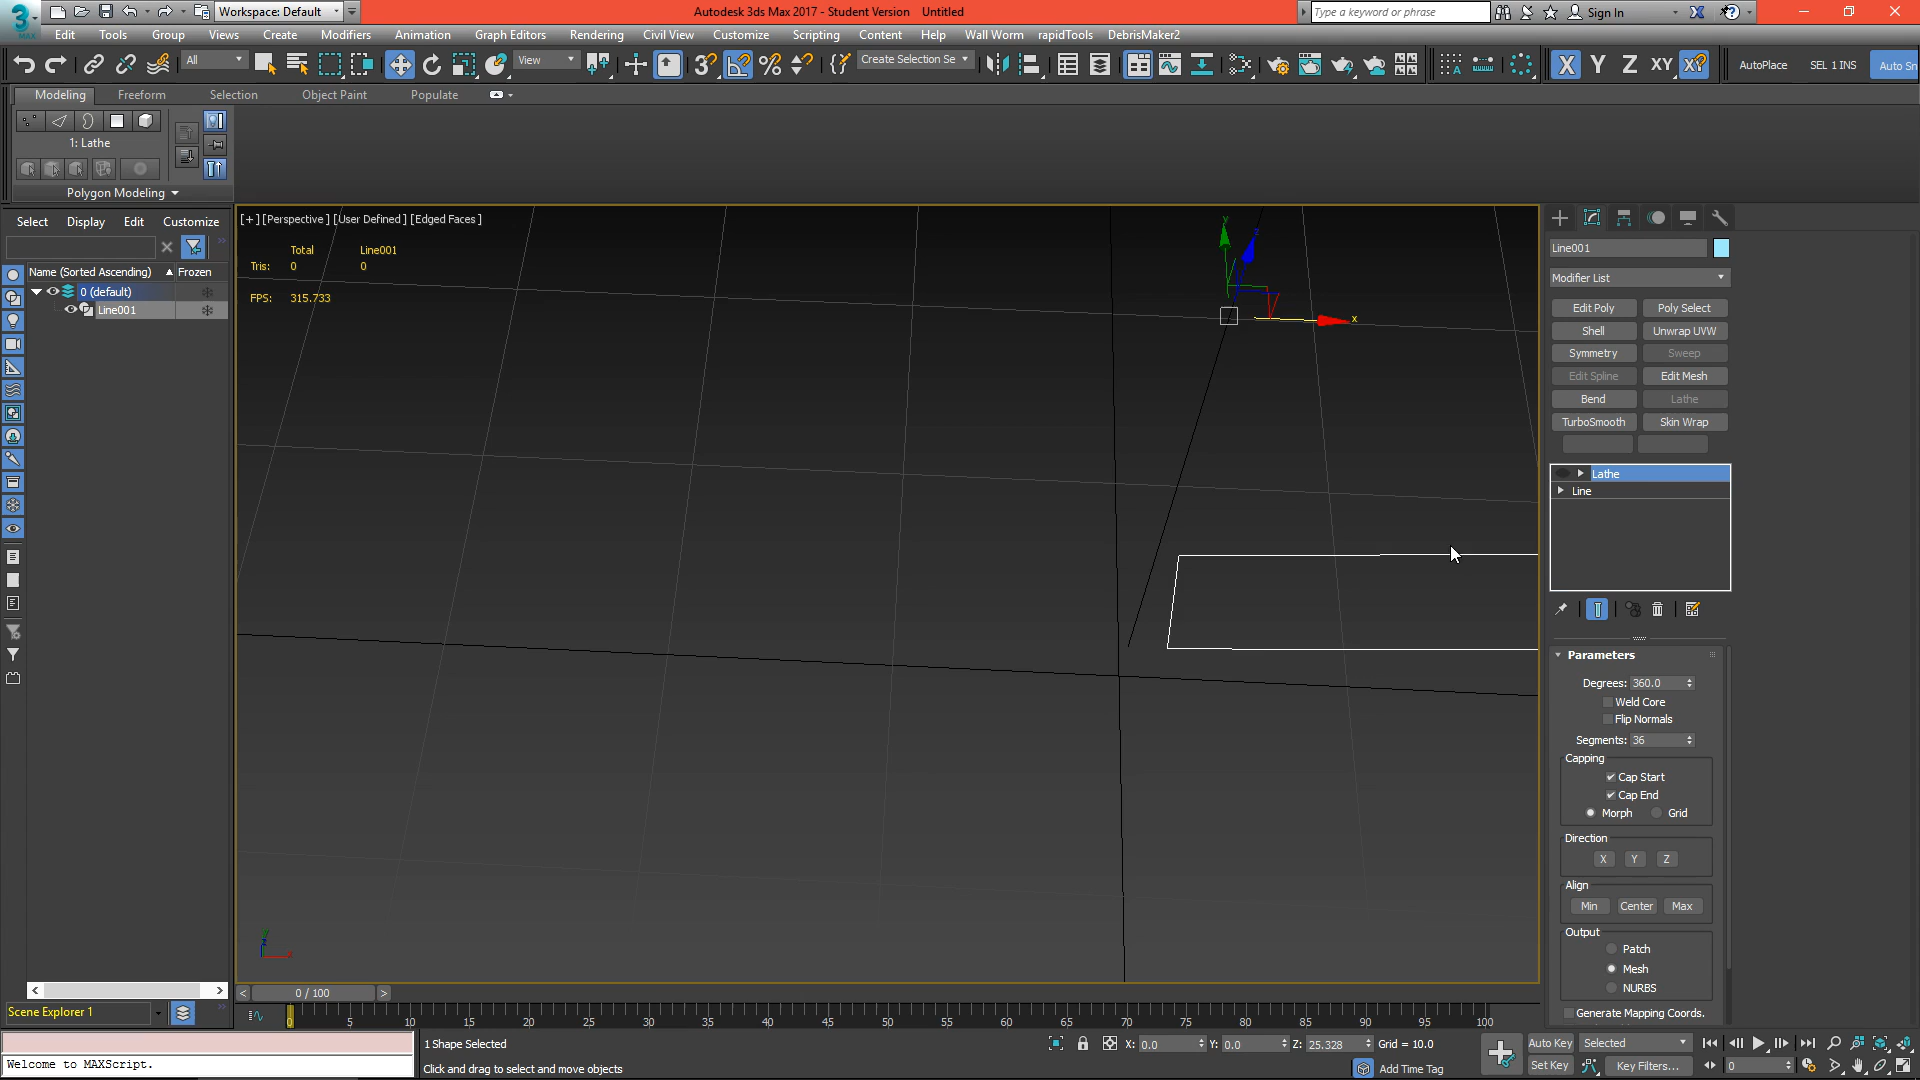 Workspace: Default
Autodesk 3ds Max 2017 - Student Version Untitled
Type a keyword or phrase
Sign In
3
MAX
Edit Tools Group Views Create Modifiers Animation Graph Editors Rendering Civil View Customize Scripting Content Help Wall Worm rapidTools DebrisMaker2
All View Create Selection Se X Y Z XY AutoPlace SEL 1 INS Auto Sn
Modeling Freeform Selection Object Paint Populate
1: Lathe
Polygon Modeling
Select Display Edit Customize
Name (Sorted Ascending) Frozen
0 (default)
Line001
[+] [Perspective ] [User Defined ] [Edged Faces ]
Total Line001
Tris: 0 0
FPS: 315.733
y
z
x
Line001
Modifier List
Edit Poly Poly Select
Shell Unwrap UVW
Symmetry Sweep
Edit Spline Edit Mesh
Bend Lathe
TurboSmooth Skin Wrap
Lathe
Line
Parameters
Degrees: 360.0
Weld Core
Flip Normals
Segments: 36
Capping
Cap Start
Cap End
Morph Grid
Direction
X Y Z
Align
Min Center Max
Output
Patch
Mesh
NURBS
Generate Mapping Coords.
< 0 / 100 >
0 5 10 15 20 25 30 35 40 45 50 55 60 65 70 75 80 85 90 95 100
Scene Explorer 1
1 Shape Selected
X: 0.0 Y: 0.0 Z: 25.328 Grid = 10.0
Auto Key Selected
Welcome to MAXScript.
Click and drag to select and move objects
Add Time Tag
Set Key Key Filters... 0